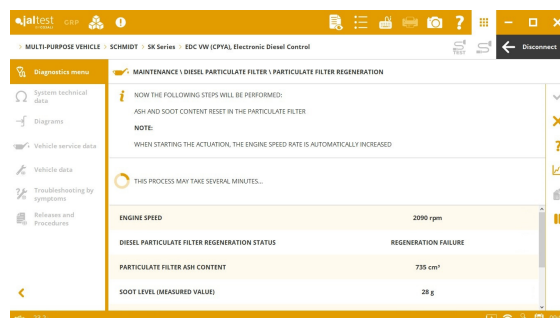 jaltest GRP
MULTI-PURPOSE VEHICLE > SCHMIDT > SK Series > EDC VW (CPYA), Electronic Diesel Control
Disconnect
Diagnostics menu
MAINTENANCE \ DIESEL PARTICULATE FILTER \ PARTICULATE FILTER REGENERATION
System technical
data
Diagrams
Vehicle service data
Vehicle data
Troubleshooting by
symptoms
Releases and
Procedures
NOW THE FOLLOWING STEPS WILL BE PERFORMED:
ASH AND SOOT CONTENT RESET IN THE PARTICULATE FILTER
NOTE:
WHEN STARTING THE ACTUATION, THE ENGINE SPEED RATE IS AUTOMATICALLY INCREASED
THIS PROCESS MAY TAKE SEVERAL MINUTES...
ENGINE SPEED 2090 rpm
DIESEL PARTICULATE FILTER REGENERATION STATUS REGENERATION FAILURE
PARTICULATE FILTER ASH CONTENT 735 cm³
SOOT LEVEL (MEASURED VALUE) 28 g